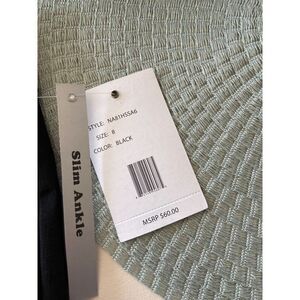 STYLE: NA81H55A6
SIZE: 8
COLOR: BLACK
MSRP $60.00
Slim Ankle